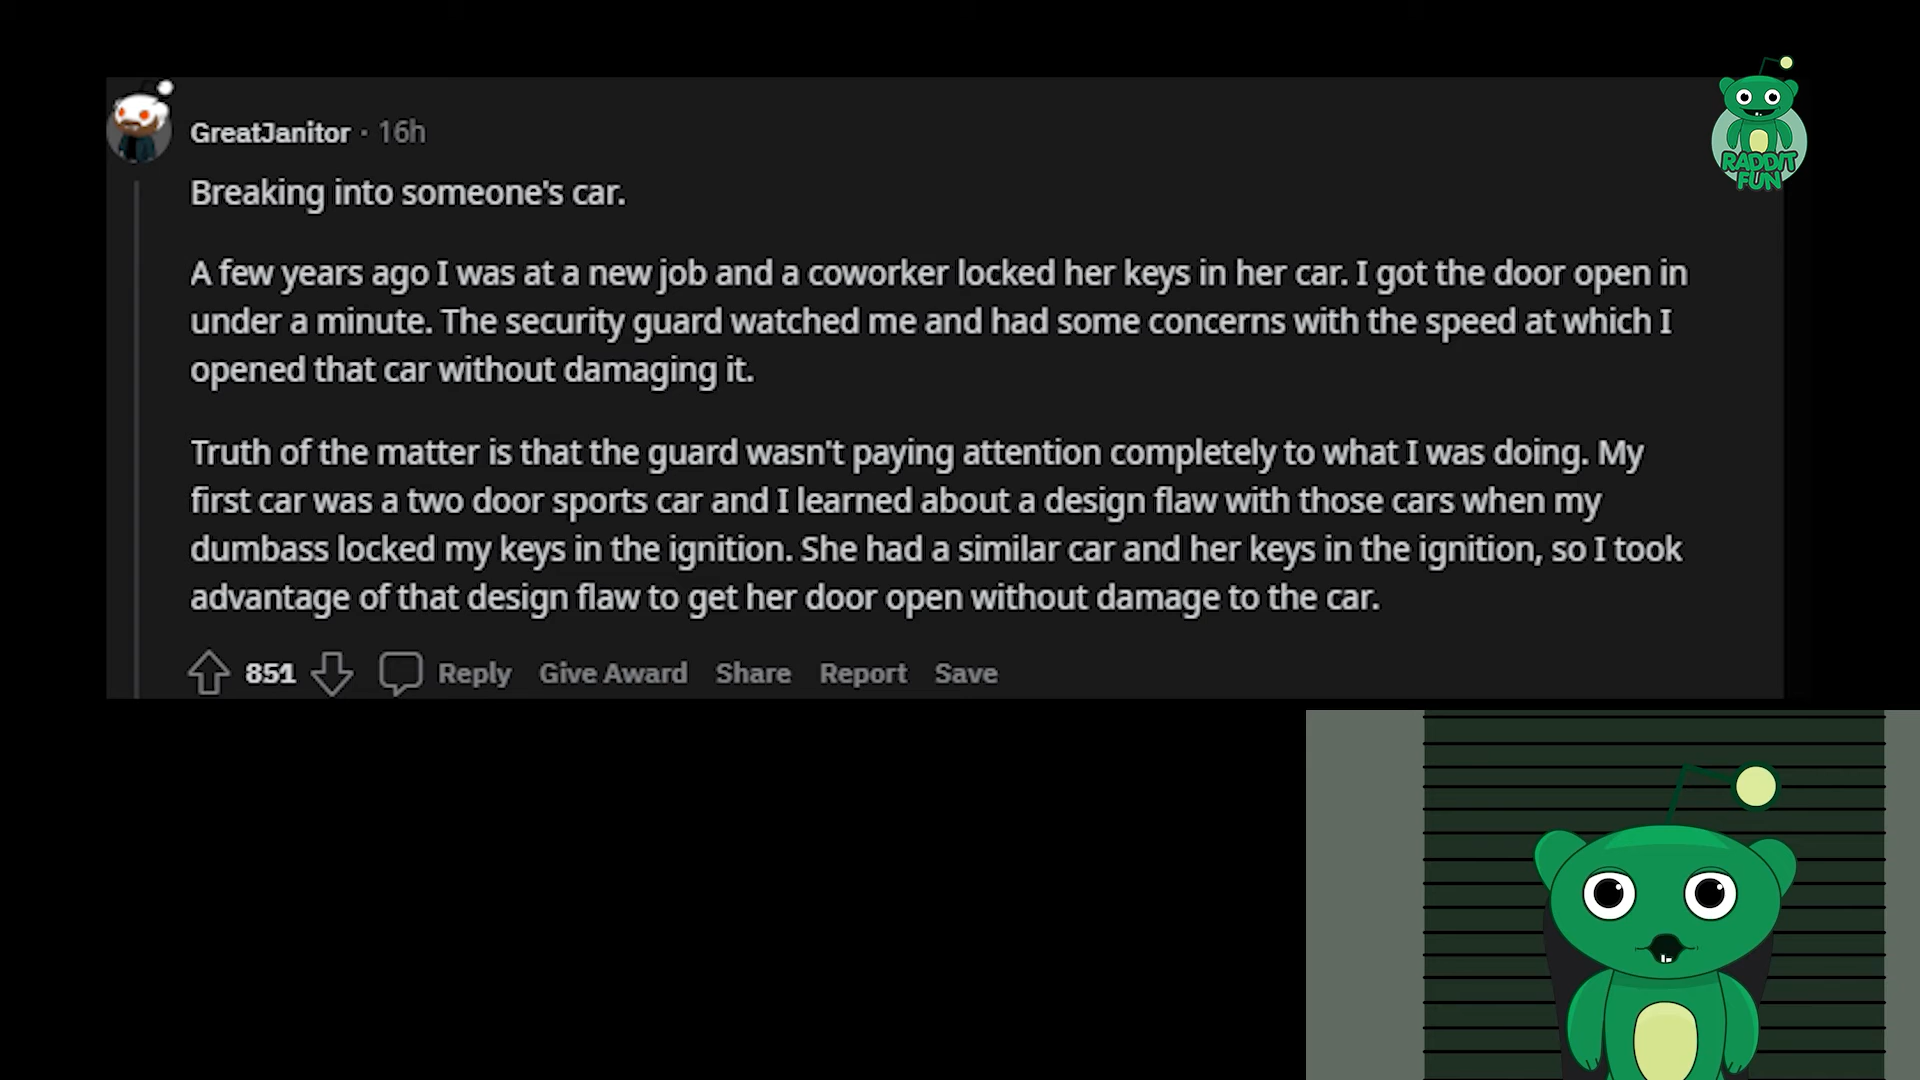 GreatJanitor · 16h
RADDIT
FUN
Breaking into someone's car.
A few years ago I was at a new job and a coworker locked her keys in her car. I got the door open in
under a minute. The security guard watched me and had some concerns with the speed at which I
opened that car without damaging it.
Truth of the matter is that the guard wasn't paying attention completely to what I was doing. My
first car was a two door sports car and I learned about a design flaw with those cars when my
dumbass locked my keys in the ignition. She had a similar car and her keys in the ignition, so I took
advantage of that design flaw to get her door open without damage to the car.
851 Reply Give Award Share Report Save